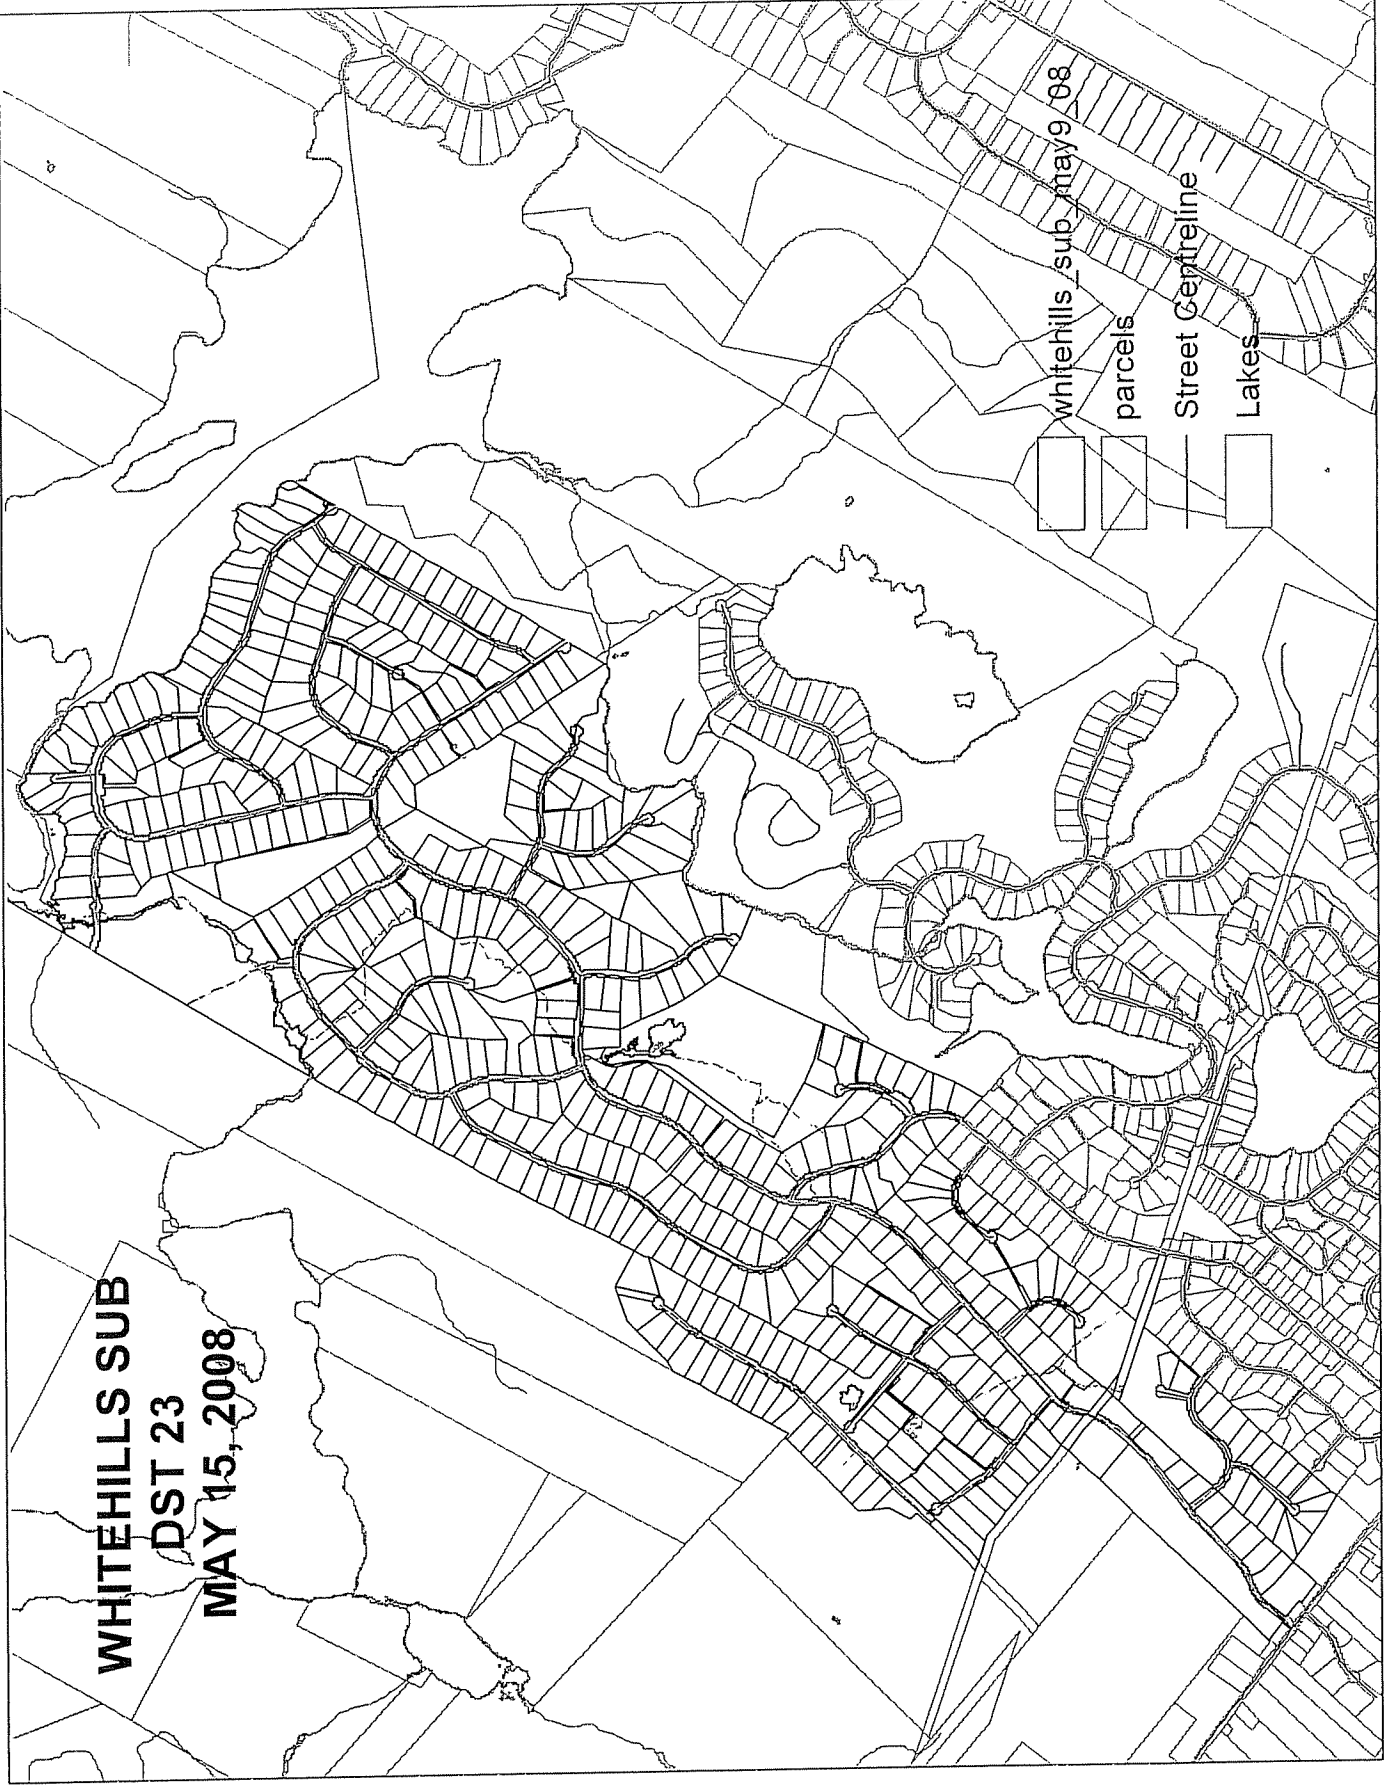 WHITEHILLS SUB
DST 23
MAY 15, 2008
whitehills_sub_may9_08
parcels
Street Centreline
Lakes